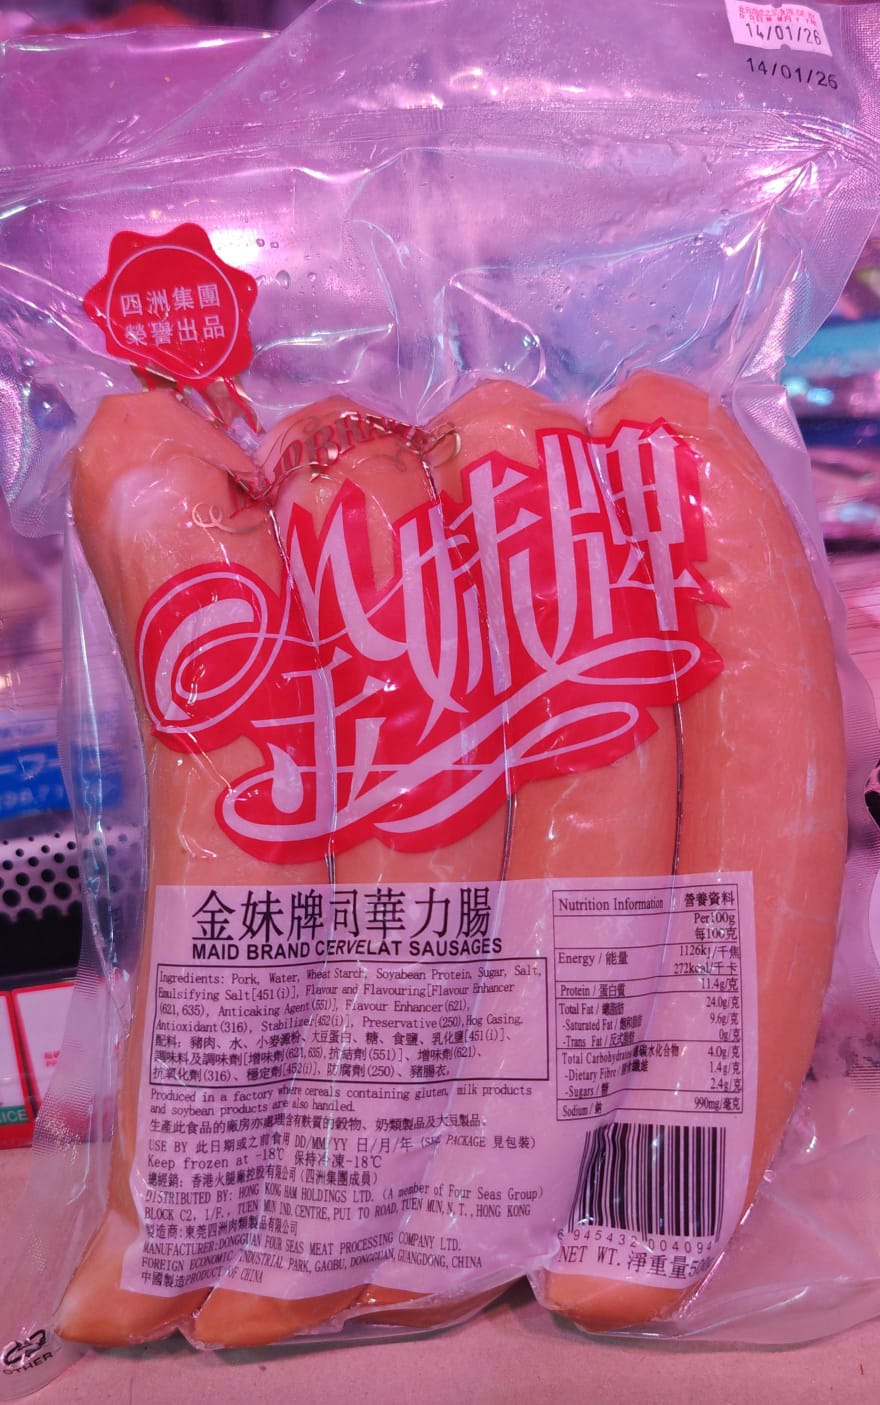 14/01/26
14/01/26
四洲集團
榮譽出品
MAID BRAND
金妹牌
金妹牌司華力腸
MAID BRAND CERVELAT SAUSAGES
Ingredients: Pork, Water, Wheat Starch, Soyabean Protein, Sugar, Salt,
Emulsifying Salt[451(i)], Flavour and Flavouring[Flavour Enhancer
(621, 635), Anticaking Agent(551)], Flavour Enhancer(621),
Antioxidant(316), Stabilizer[452(i)], Preservative(250), Hog Casing.
配料: 豬肉、水、小麥澱粉、大豆蛋白、糖、食鹽、乳化鹽[451(i)]、
調味料及調味劑[增味劑(621,635),抗結劑(551)]、增味劑(621)、
抗氧化劑(316)、穩定劑[452(i)]、防腐劑(250)、豬腸衣。
Produced in a factory where cereals containing gluten, milk products
and soybean products are also handled.
生產此食品的廠房亦處理含有麩質的穀物、奶類製品及大豆製品。
USE BY 此日期或之前食用 DD/MM/YY 日/月/年 (SEE PACKAGE 見包裝)
Keep frozen at -18℃ 保持冷凍-18℃
總經銷: 香港火腿廠控股有限公司 (四洲集團成員)
DISTRIBUTED BY: HONG KONG HAM HOLDINGS LTD. (A member of Four Seas Group)
BLOCK C2, 1/F., TUEN MUN IND. CENTRE, PUI TO ROAD, TUEN MUN, N.T., HONG KONG
製造商: 東莞四洲肉類製品有限公司
MANUFACTURER: DONGGUAN FOUR SEAS MEAT PROCESSING COMPANY LTD.
FOREIGN ECONOMIC INDUSTRIAL PARK, GAOBU, DONGGUAN, GUANGDONG, CHINA
中國製造PRODUCT OF CHINA
Nutrition Information 營養資料
Per100g
每100克
Energy / 能量 1126kj/千焦
272kcal/千卡
Protein / 蛋白質 11.4g/克
Total Fat / 總脂肪 24.0g/克
-Saturated Fat / 飽和脂肪 9.6g/克
-Trans Fat / 反式脂肪 0g/克
Total Carbohydrates / 總碳水化合物 4.0g/克
-Dietary Fibre / 膳食纖維 1.4g/克
-Sugars / 糖 2.4g/克
Sodium / 鈉 990mg/毫克
6 945432 004094
NET WT. 淨重量500
OTHER